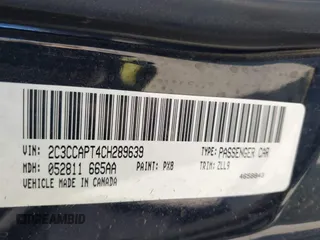 VIN: 2C3CCAPT4CH289639 TYPE: PASSENGER CAR
MDH: 052811 665AA PAINT: PX8 TRIM: ZLL9
VEHICLE MADE IN CANADA